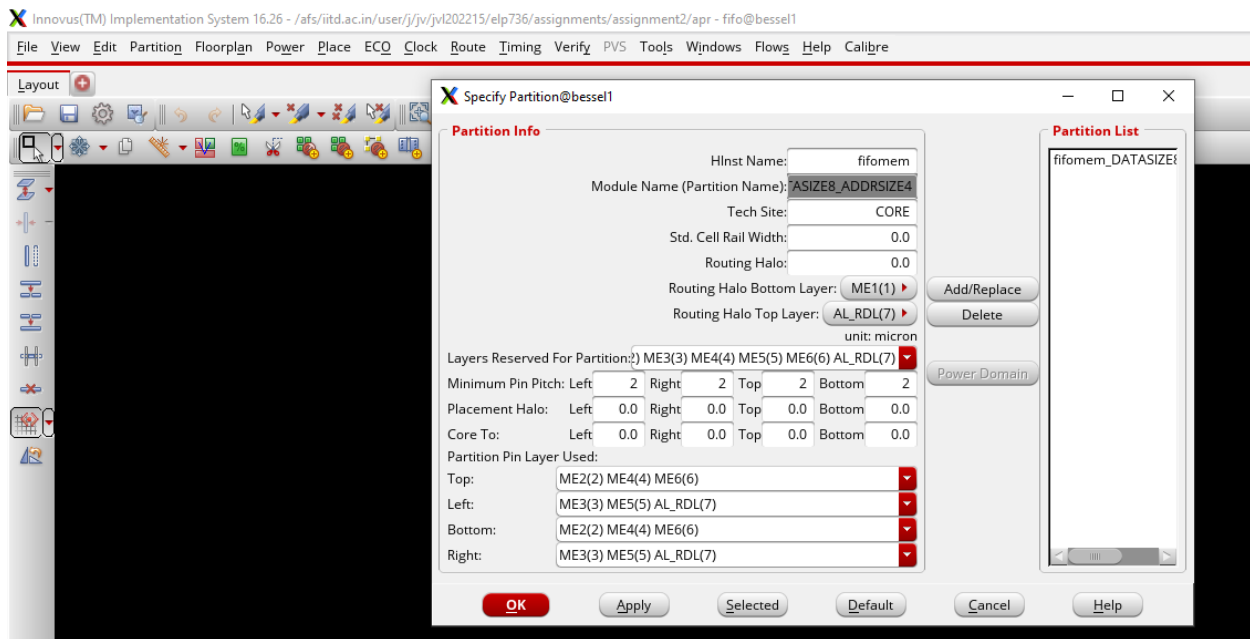 Innovus(TM) Implementation System 16.26 - /afs/iitd.ac.in/user/j/jv/jvl202215/elp736/assignments/assignment2/apr - fifo@bessel1
File View Edit Partition Floorplan Power Place ECO Clock Route Timing Verify PVS Tools Windows Flows Help Calibre
Layout
Specify Partition@bessel1
Partition Info
HInst Name: fifomem
Module Name (Partition Name): TASIZE8_ADDRSIZE4
Tech Site: CORE
Std. Cell Rail Width: 0.0
Routing Halo: 0.0
Routing Halo Bottom Layer: ME1(1)
Routing Halo Top Layer: AL_RDL(7)
unit: micron
Layers Reserved For Partition: 2) ME3(3) ME4(4) ME5(5) ME6(6) AL_RDL(7)
Minimum Pin Pitch: Left 2 Right 2 Top 2 Bottom 2
Placement Halo: Left 0.0 Right 0.0 Top 0.0 Bottom 0.0
Core To: Left 0.0 Right 0.0 Top 0.0 Bottom 0.0
Partition Pin Layer Used:
Top: ME2(2) ME4(4) ME6(6)
Left: ME3(3) ME5(5) AL_RDL(7)
Bottom: ME2(2) ME4(4) ME6(6)
Right: ME3(3) ME5(5) AL_RDL(7)
Add/Replace
Delete
Power Domain
Partition List
fifomem_DATASIZE8
OK Apply Selected Default Cancel Help